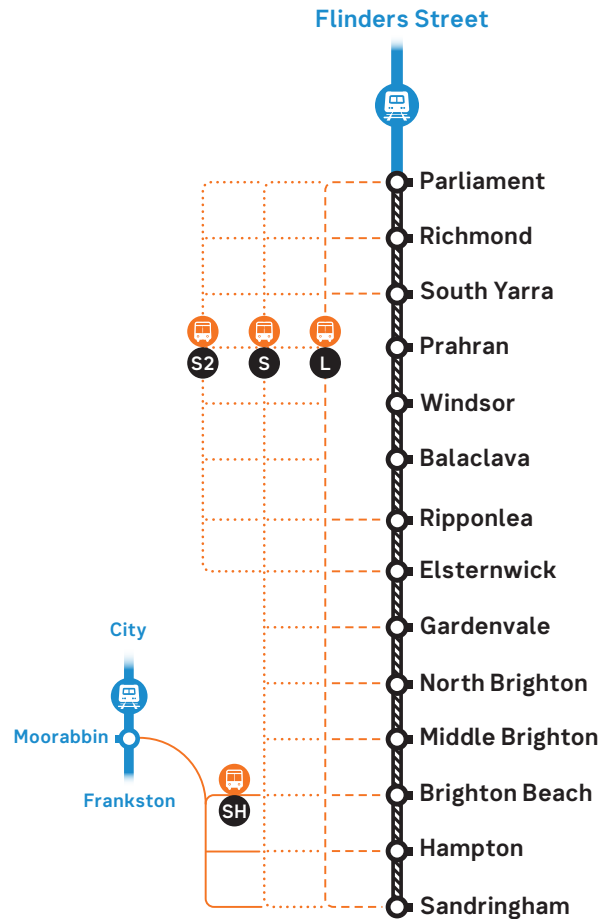 Flinders Street
Parliament
Richmond
South Yarra
S2
S
L
Prahran
Windsor
Balaclava
Ripponlea
Elsternwick
Gardenvale
City
North Brighton
Moorabbin
Middle Brighton
Frankston
SH
Brighton Beach
Hampton
Sandringham